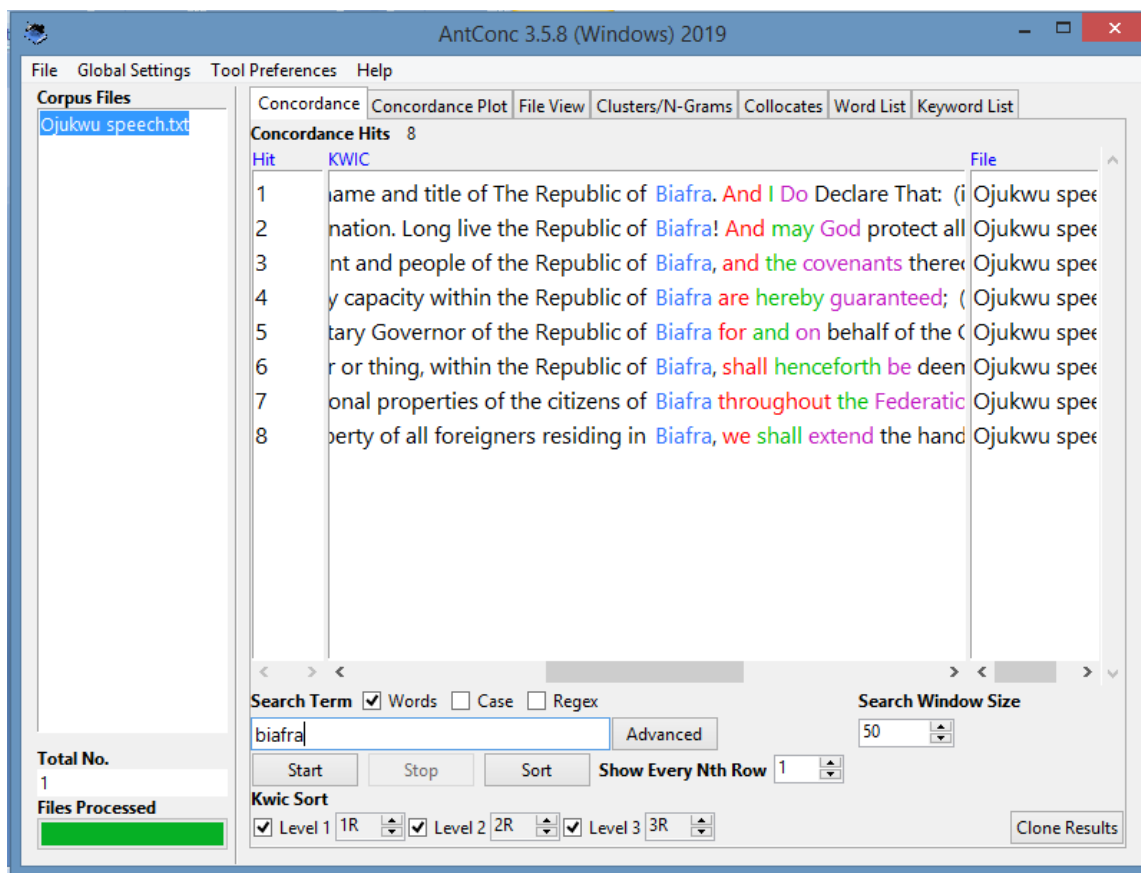 AntConc 3.5.8 (Windows) 2019
File Global Settings Tool Preferences Help
Corpus Files
Ojukwu speech.txt
Concordance Concordance Plot File View Clusters/N-Grams Collocates Word List Keyword List
Concordance Hits 8
Hit KWIC File
1 name and title of The Republic of Biafra. And I Do Declare That: (i Ojukwu spee
2 nation. Long live the Republic of Biafra! And may God protect all Ojukwu spee
3 nt and people of the Republic of Biafra, and the covenants there Ojukwu spee
4 y capacity within the Republic of Biafra are hereby guaranteed; ( Ojukwu spee
5 tary Governor of the Republic of Biafra for and on behalf of the Ojukwu spee
6 r or thing, within the Republic of Biafra, shall henceforth be deem Ojukwu spee
7 onal properties of the citizens of Biafra throughout the Federatic Ojukwu spee
8 perty of all foreigners residing in Biafra, we shall extend the hand Ojukwu spee
Search Term Words Case Regex Search Window Size
biafra Advanced 50
Total No.
1
Start Stop Sort Show Every Nth Row 1
Files Processed
Kwic Sort
Level 1 1R Level 2 2R Level 3 3R Clone Results